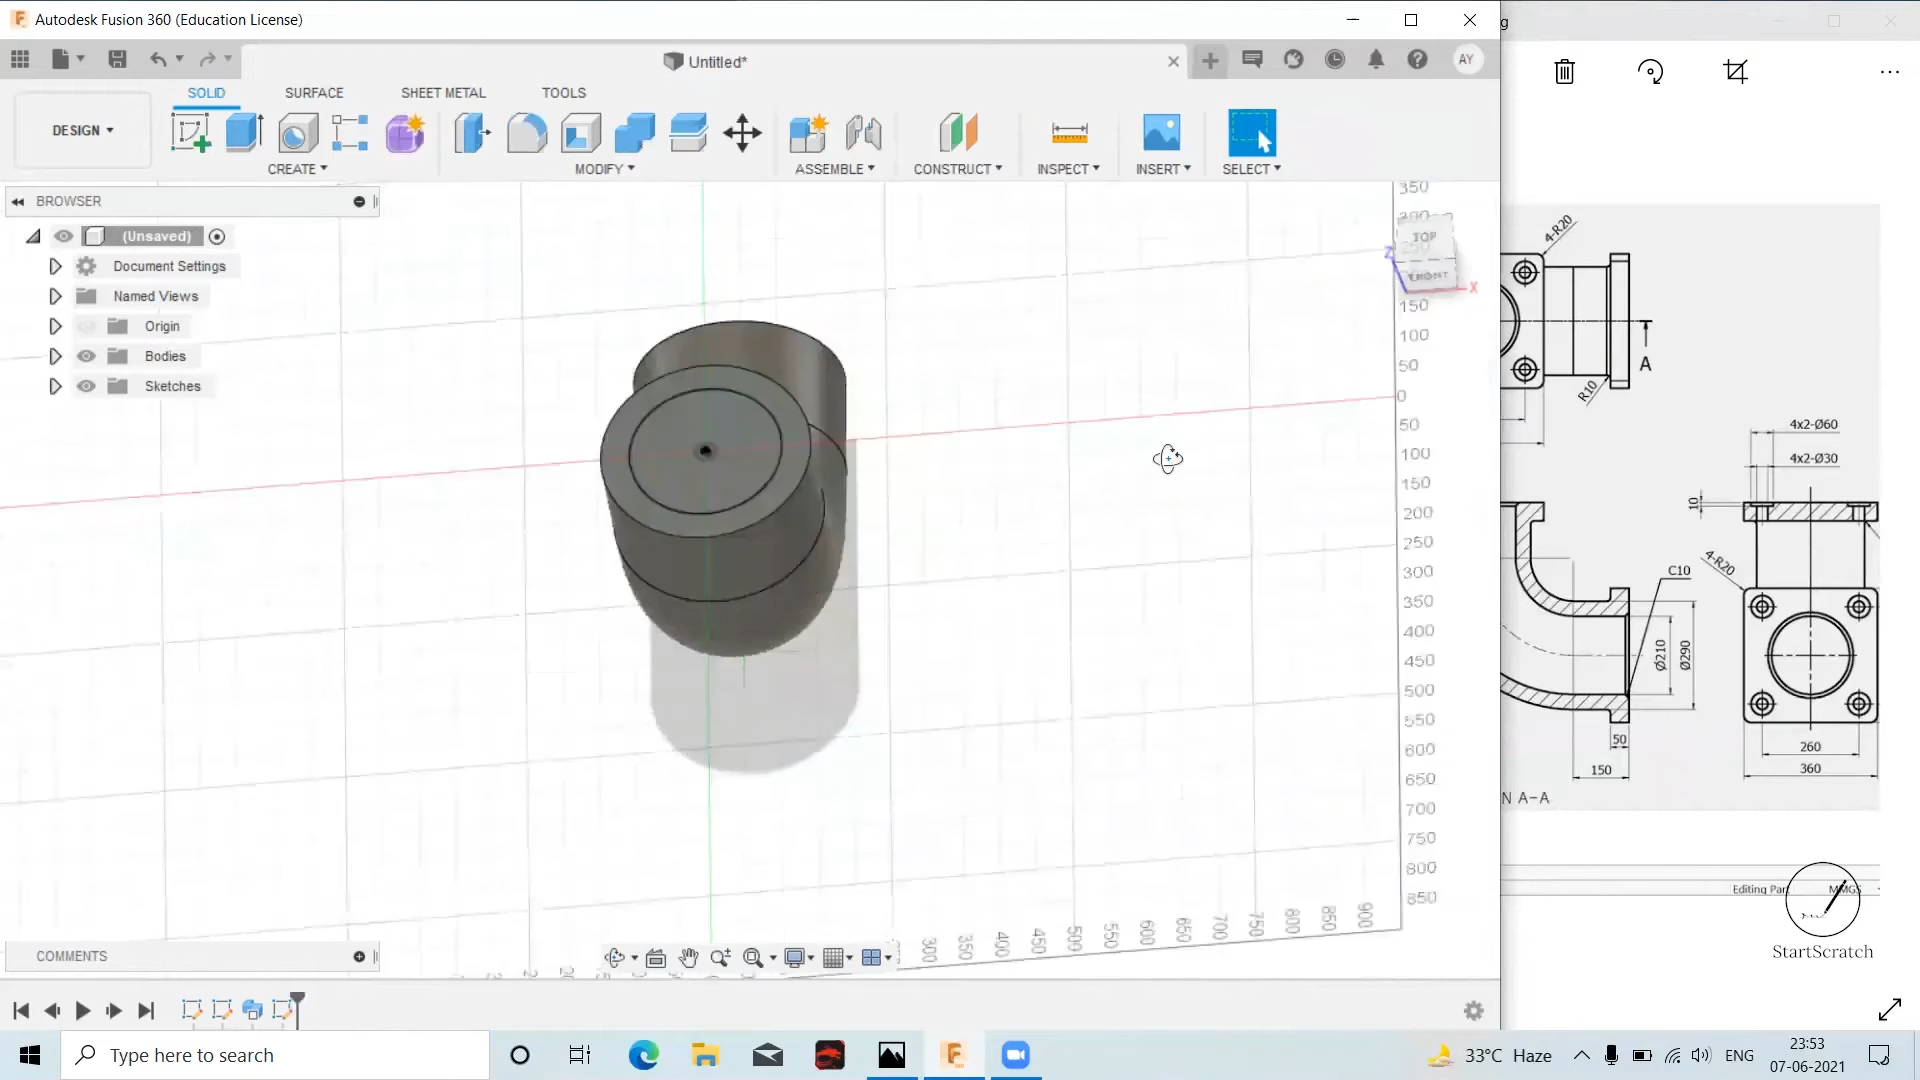 Autodesk Fusion 360 (Education License)
g
Untitled*
AY
SOLID
SURFACE
SHEET METAL
TOOLS
DESIGN
CREATE
MODIFY
ASSEMBLE
CONSTRUCT
INSPECT
INSERT
SELECT
BROWSER
(Unsaved)
Document Settings
Named Views
Origin
Bodies
Sketches
TOP
FRONT
Z
X
350
300
250
150
100
50
0
50
100
150
200
250
300
350
400
450
500
550
600
650
700
750
800
850
300
350
400
450
500
550
600
650
700
750
800
850
900
4-R20
A
R10
4x2-Ø60
4x2-Ø30
10
4-R20
C10
Ø210
Ø290
50
150
260
360
N A-A
Editing Part
MMGS
StartScratch
COMMENTS
Type here to search
33°C Haze
ENG
23:53
07-06-2021